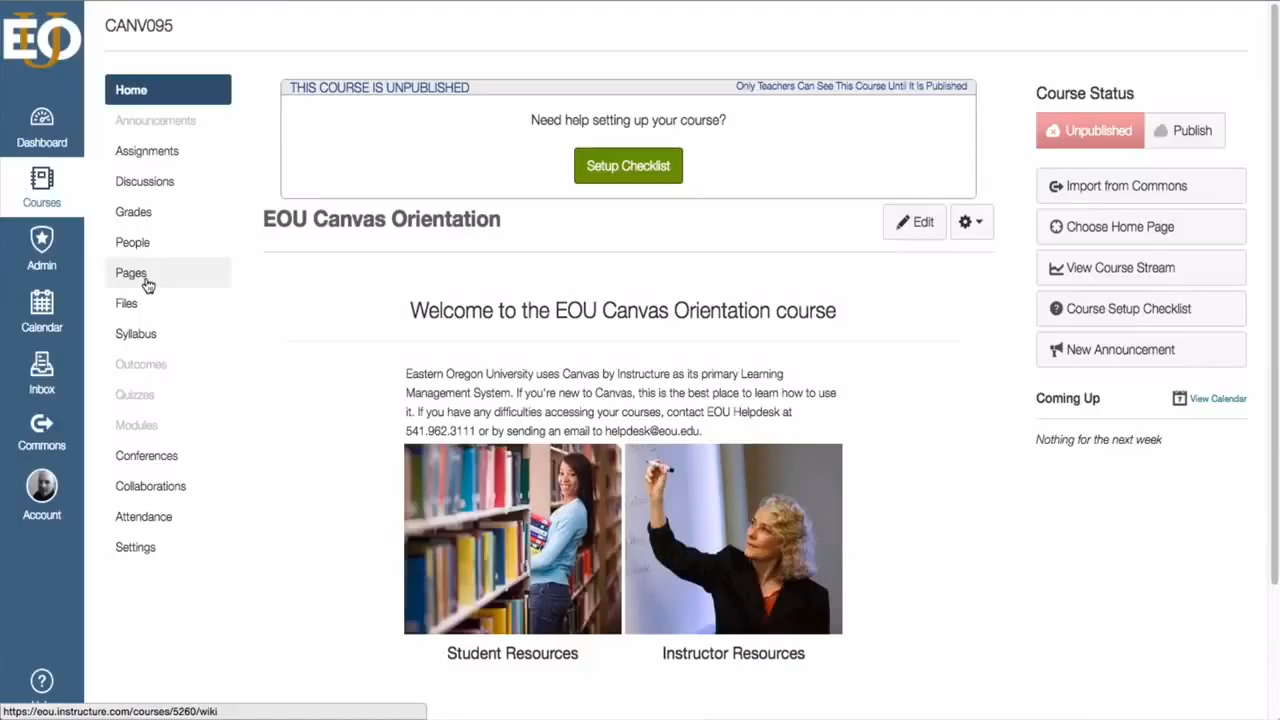 EOU
CANV095
Dashboard
Courses
Admin
Calendar
Inbox
Commons
Account
Home
Announcements
Assignments
Discussions
Grades
People
Pages
Files
Syllabus
Outcomes
Quizzes
Modules
Conferences
Collaborations
Attendance
Settings
THIS COURSE IS UNPUBLISHED
Only Teachers Can See This Course Until It Is Published
Need help setting up your course?
Setup Checklist
EOU Canvas Orientation
Edit
Welcome to the EOU Canvas Orientation course
Eastern Oregon University uses Canvas by Instructure as its primary Learning
Management System. If you're new to Canvas, this is the best place to learn how to use
it. If you have any difficulties accessing your courses, contact EOU Helpdesk at
541.962.3111 or by sending an email to helpdesk@eou.edu.
Student Resources
Instructor Resources
Course Status
Unpublished
Publish
Import from Commons
Choose Home Page
View Course Stream
Course Setup Checklist
New Announcement
Coming Up
View Calendar
Nothing for the next week
https://eou.instructure.com/courses/5260/wiki